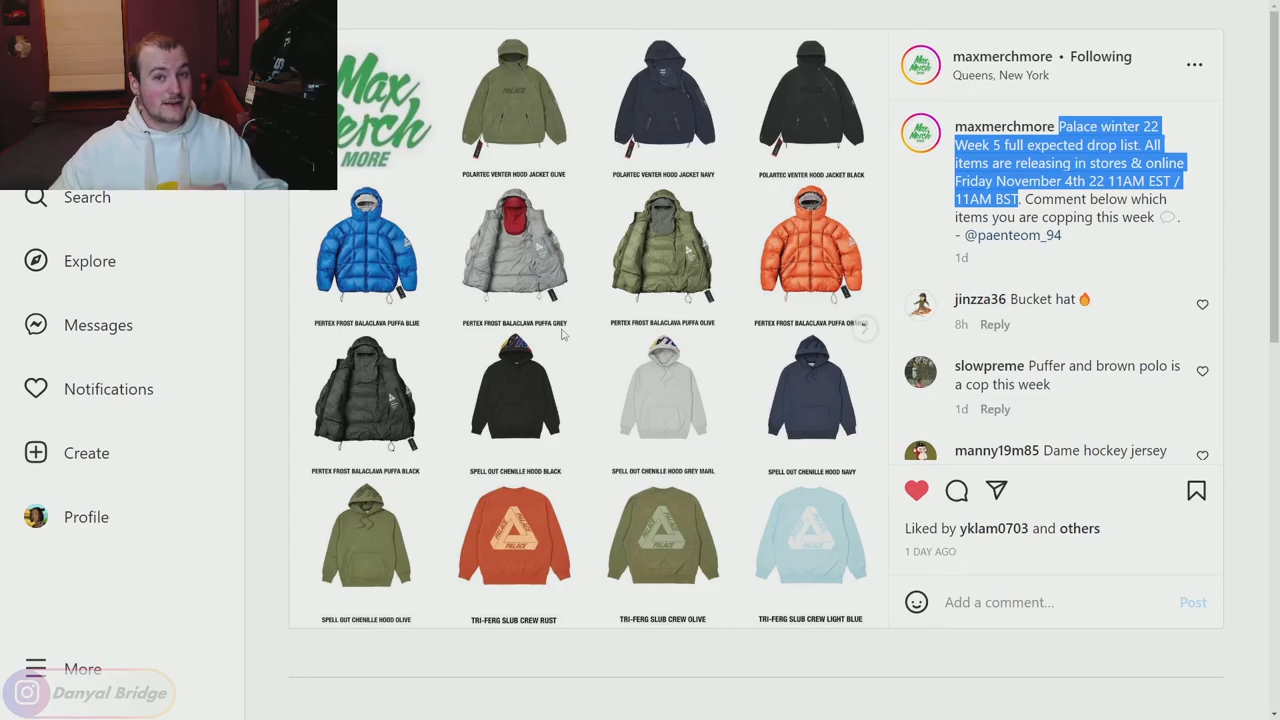 Max
Merch
MORE
POLARTEC VENTER HOOD JACKET OLIVE
POLARTEC VENTER HOOD JACKET NAVY
POLARTEC VENTER HOOD JACKET BLACK
PERTEX FROST BALACLAVA PUFFA BLUE
PERTEX FROST BALACLAVA PUFFA GREY
PERTEX FROST BALACLAVA PUFFA OLIVE
PERTEX FROST BALACLAVA PUFFA ORANGE
PERTEX FROST BALACLAVA PUFFA BLACK
SPELL OUT CHENILLE HOOD BLACK
SPELL OUT CHENILLE HOOD GREY MARL
SPELL OUT CHENILLE HOOD NAVY
PALACE
PALACE
PALACE
SPELL OUT CHENILLE HOOD OLIVE
TRI-FERG SLUB CREW RUST
TRI-FERG SLUB CREW OLIVE
TRI-FERG SLUB CREW LIGHT BLUE
maxmerchmore • Following
Queens, New York
maxmerchmore Palace winter 22
Week 5 full expected drop list. All
items are releasing in stores & online
Friday November 4th 22 11AM EST /
11AM BST. Comment below which
items you are copping this week 💬.
- @paenteom_94
1d
jinzza36 Bucket hat🔥
8h Reply
slowpreme Puffer and brown polo is
a cop this week
1d Reply
manny19m85 Dame hockey jersey
Liked by yklam0703 and others
1 DAY AGO
Add a comment...
Post
Search
Explore
Messages
Notifications
Create
Profile
More
Danyal Bridge